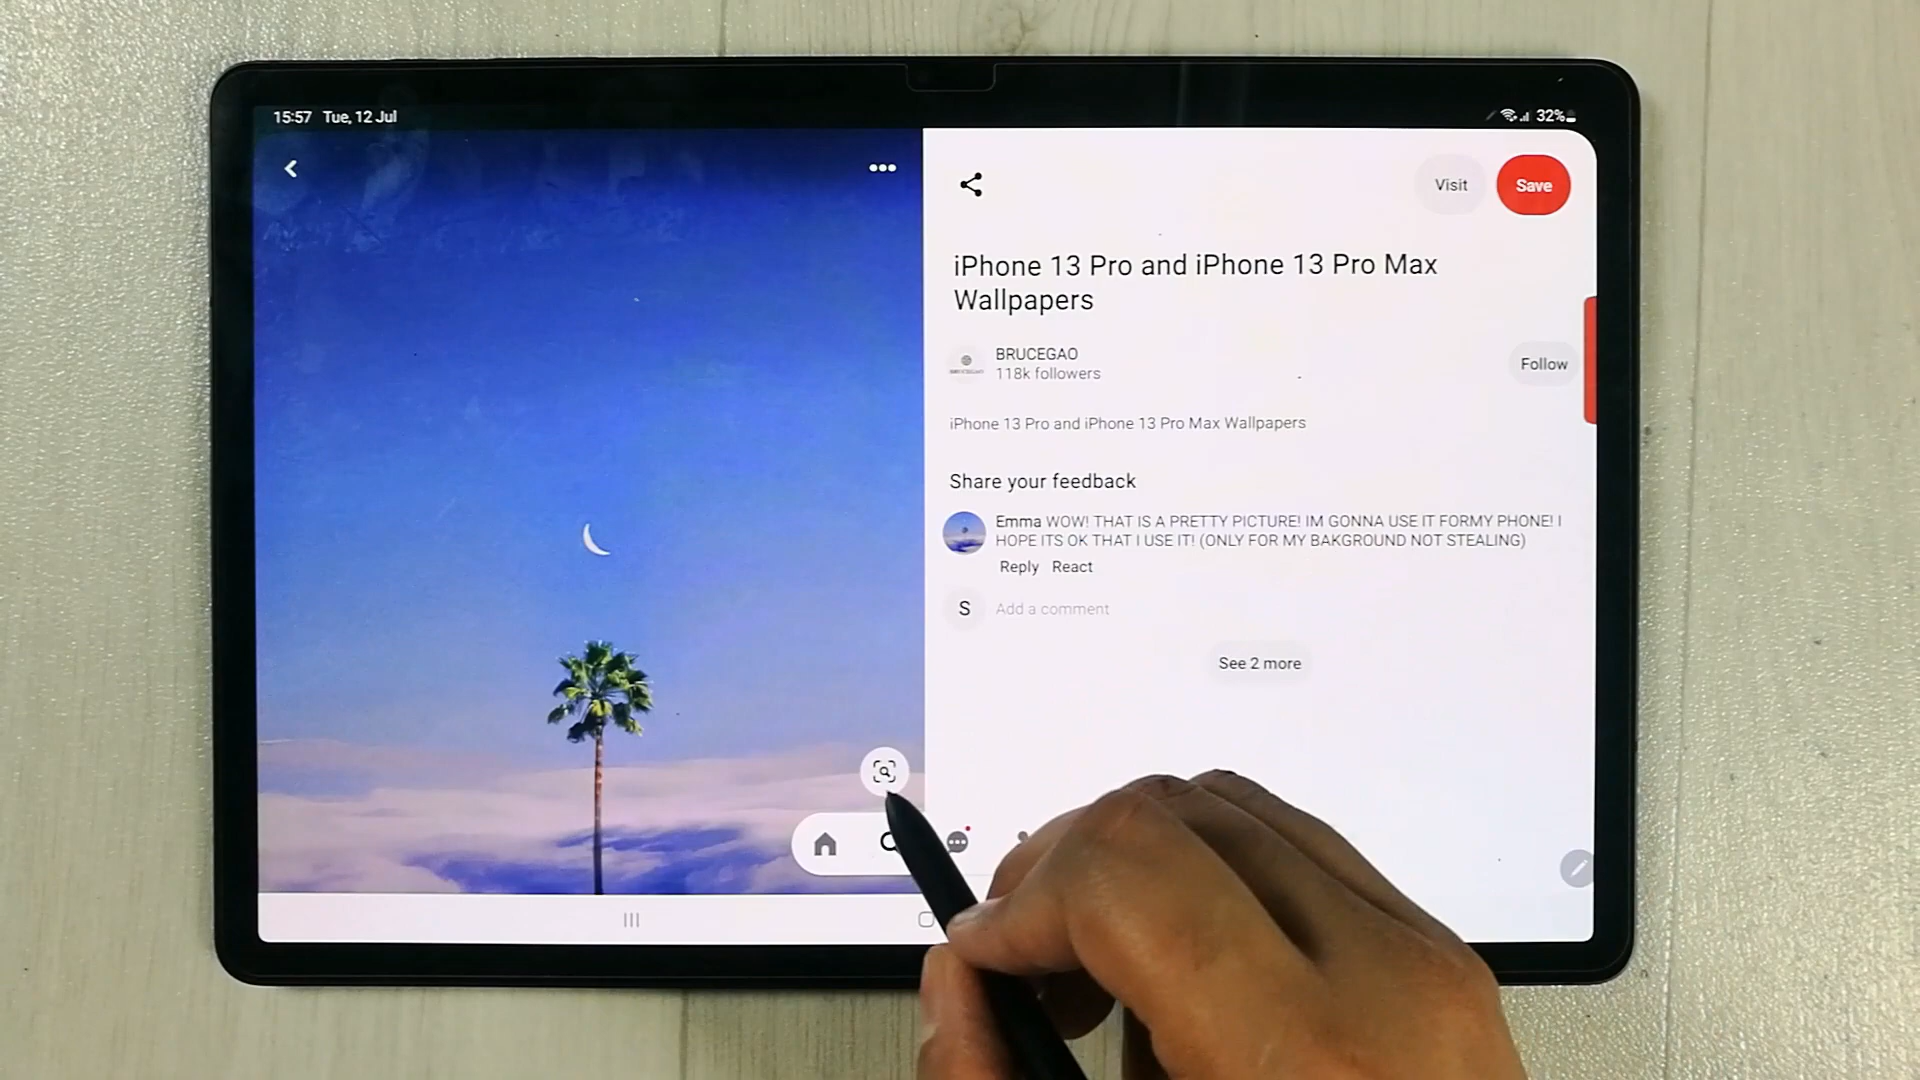 15:57 Tue, 12 Jul
32%
Visit
Save
iPhone 13 Pro and iPhone 13 Pro Max
Wallpapers
BRUCEGAO
118k followers
Follow
iPhone 13 Pro and iPhone 13 Pro Max Wallpapers
Share your feedback
Emma WOW! THAT IS A PRETTY PICTURE! IM GONNA USE IT FORMY PHONE! I
HOPE ITS OK THAT I USE IT! (ONLY FOR MY BAKGROUND NOT STEALING)
Reply React
S Add a comment
See 2 more